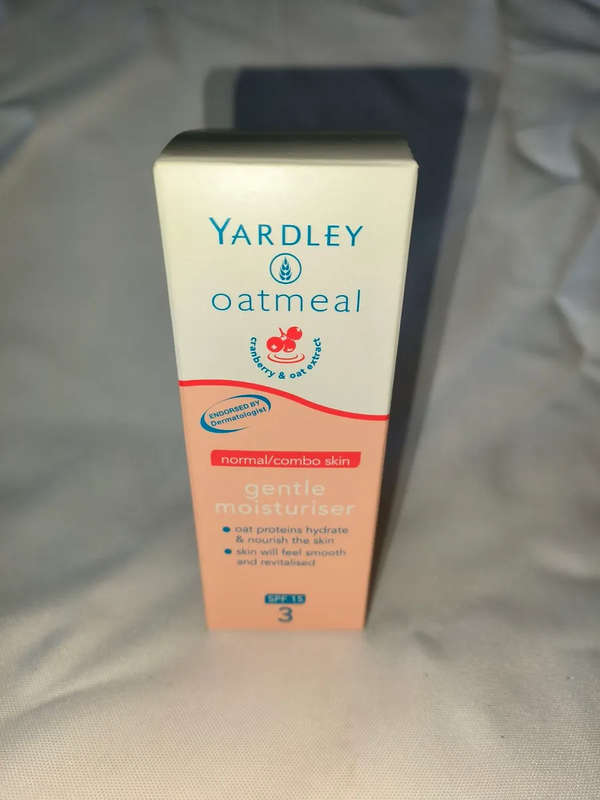 YARDLEY
oatmeal
cranberry & oat extract
ENDORSED BY
Dermatologist
normal/combo skin
gentle
moisturiser
• oat proteins hydrate
& nourish the skin
• skin will feel smooth
and revitalised
SPF 15
3